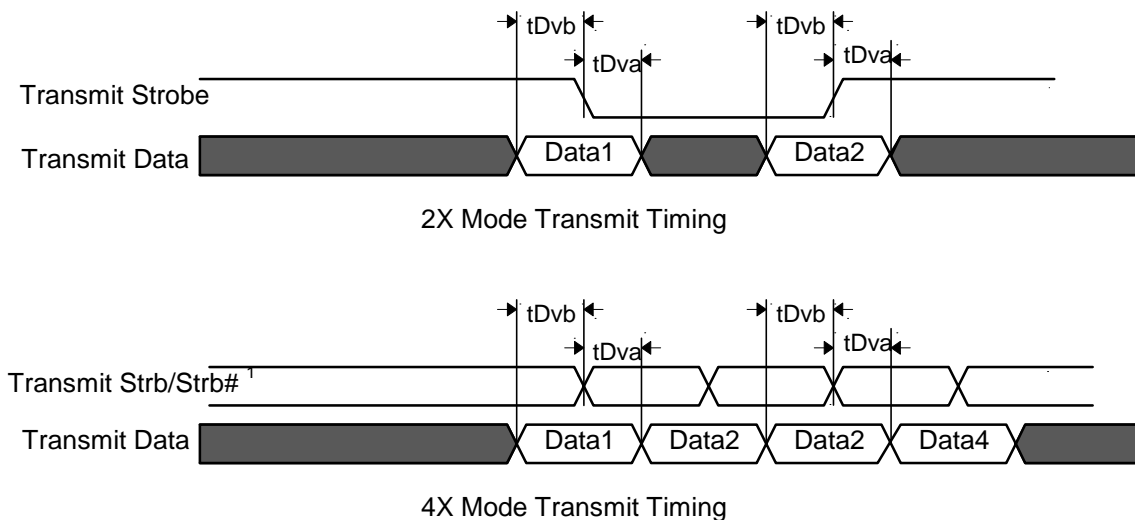 tDvb tDvb
tDva tDva
Transmit Strobe
Transmit Data Data1 Data2
2X Mode Transmit Timing
tDvb tDvb
tDva tDva
Transmit Strb/Strb# 1
Transmit Data Data1 Data2 Data2 Data4
4X Mode Transmit Timing